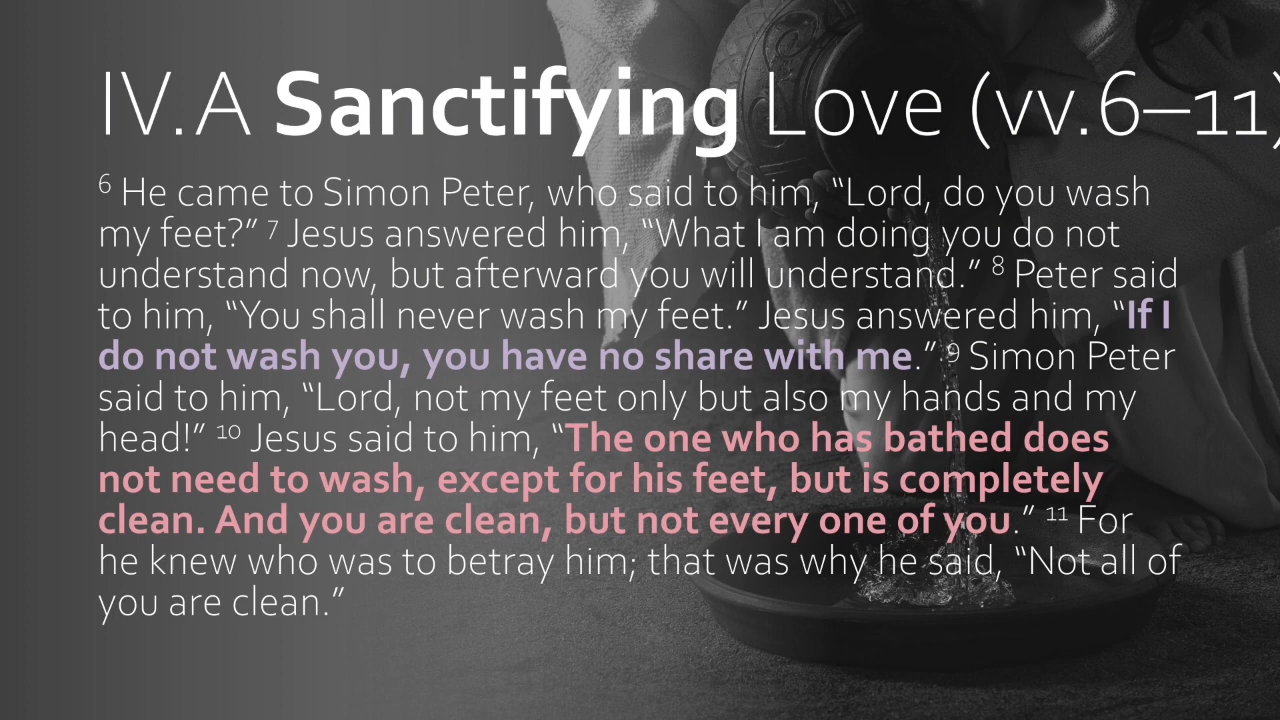 IV.A Sanctifying Love (vv.6–11)
6 He came to Simon Peter, who said to him, “Lord, do you wash
my feet?” 7 Jesus answered him, “What I am doing you do not
understand now, but afterward you will understand.” 8 Peter said
to him, “You shall never wash my feet.” Jesus answered him, “If I
do not wash you, you have no share with me.” 9 Simon Peter
said to him, “Lord, not my feet only but also my hands and my
head!” 10 Jesus said to him, “The one who has bathed does
not need to wash, except for his feet, but is completely
clean. And you are clean, but not every one of you.” 11 For
he knew who was to betray him; that was why he said, “Not all of
you are clean.”